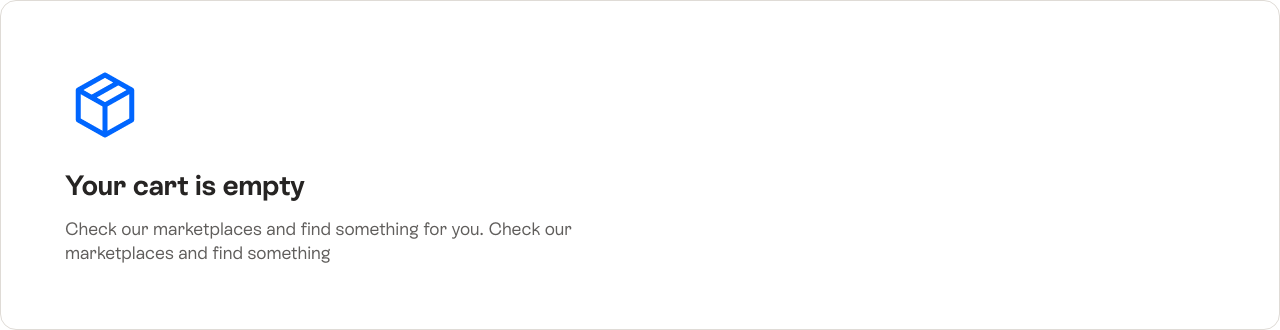 Your cart is empty
Check our marketplaces and find something for you. Check our
marketplaces and find something